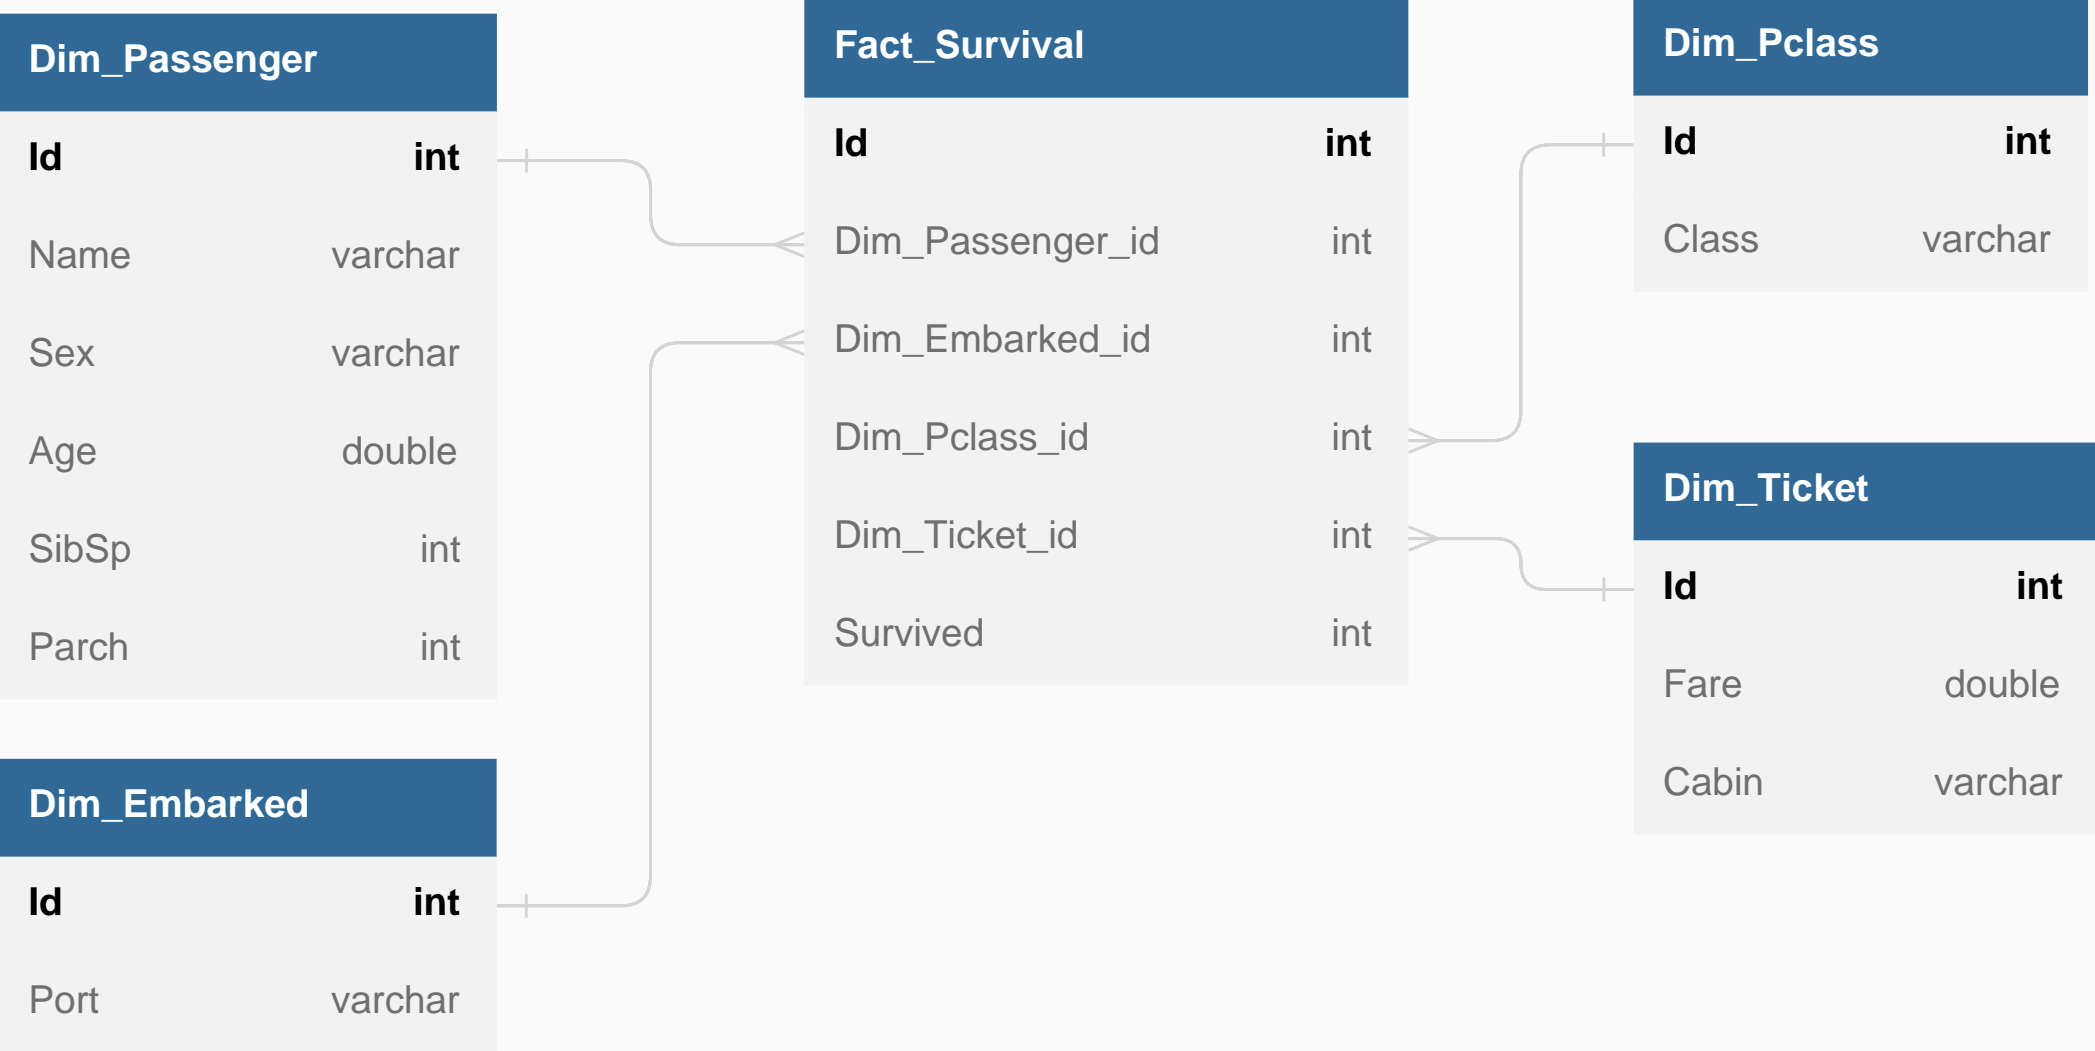 Dim_Passenger
Id int
Name varchar
Sex varchar
Age double
SibSp int
Parch int
Dim_Embarked
Id int
Port varchar
Fact_Survival
Id int
Dim_Passenger_id int
Dim_Embarked_id int
Dim_Pclass_id int
Dim_Ticket_id int
Survived int
Dim_Pclass
Id int
Class varchar
Dim_Ticket
Id int
Fare double
Cabin varchar